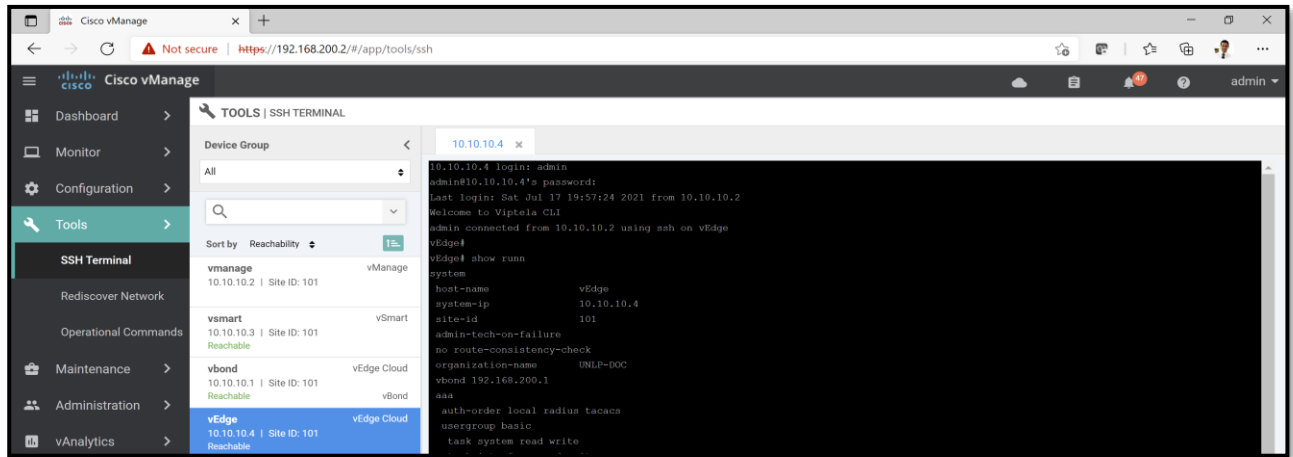 Cisco vManage
Not secure | https://192.168.200.2/#/app/tools/ssh
cisco Cisco vManage
47
admin
Dashboard
Monitor
Configuration
Tools
SSH Terminal
Rediscover Network
Operational Commands
Maintenance
Administration
vAnalytics
TOOLS | SSH TERMINAL
Device Group
All
Sort by Reachability
vmanage vManage
10.10.10.2 | Site ID: 101
vsmart vSmart
10.10.10.3 | Site ID: 101
Reachable
vbond vEdge Cloud
10.10.10.1 | Site ID: 101
Reachable vBond
vEdge vEdge Cloud
10.10.10.4 | Site ID: 101
Reachable
10.10.10.4
10.10.10.4 login: admin
admin@10.10.10.4's password:
Last login: Sat Jul 17 19:57:24 2021 from 10.10.10.2
Welcome to Viptela CLI
admin connected from 10.10.10.2 using ssh on vEdge
vEdge#
vEdge# show runn
system
host-name vEdge
system-ip 10.10.10.4
site-id 101
admin-tech-on-failure
no route-consistency-check
organization-name UNLP-DOC
vbond 192.168.200.1
aaa
auth-order local radius tacacs
usergroup basic
task system read write